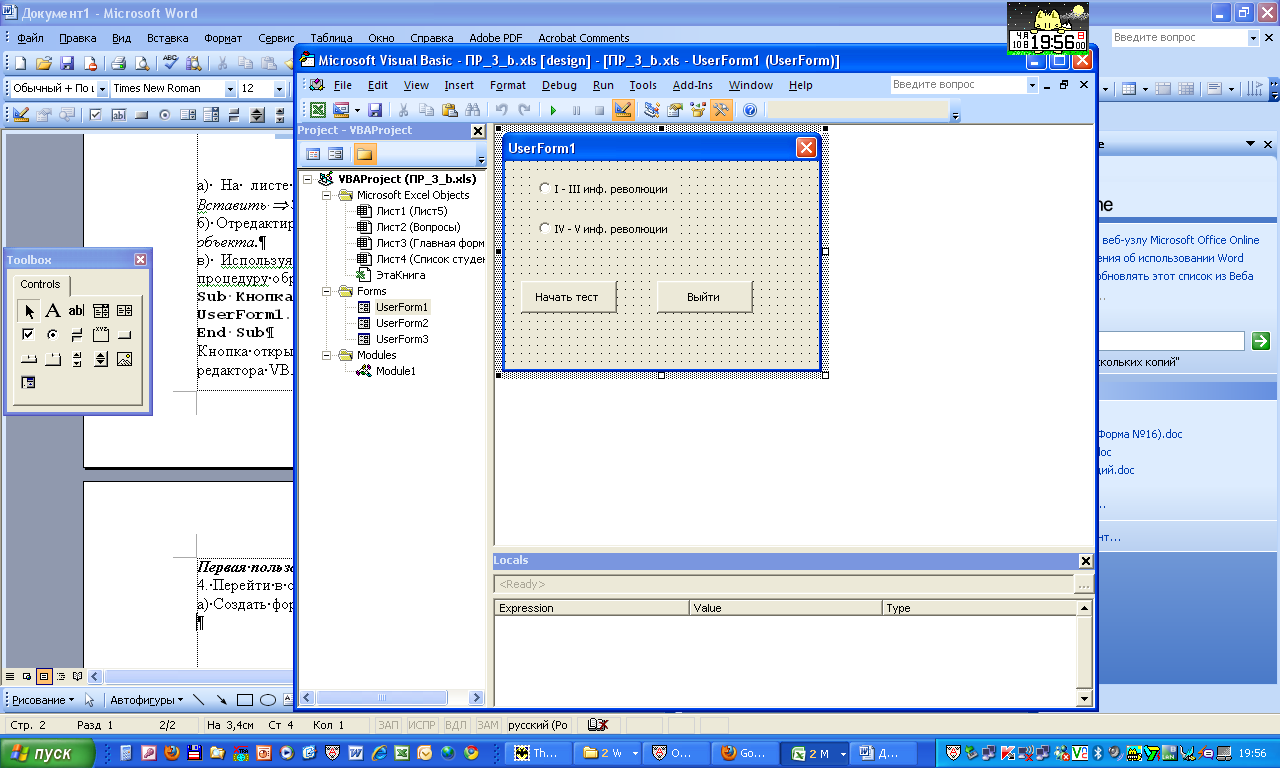 Документ1 - Microsoft Word
Файл Правка Вид Вставка Формат Сервис Таблица Окно Справка Adobe PDF Acrobat Comments
Введите вопрос
19:56
Обычный + По ц Times New Roman 12
Microsoft Visual Basic - ПР_3_b.xls [design] - [ПР_3_b.xls - UserForm1 (UserForm)]
File Edit View Insert Format Debug Run Tools Add-Ins Window Help
Введите вопрос
Project - VBAProject
VBAProject (ПР_3_b.xls)
Microsoft Excel Objects
Лист1 (Лист5)
Лист2 (Вопросы)
Лист3 (Главная форм
Лист4 (Список студен
ЭтаКнига
Forms
UserForm1
UserForm2
UserForm3
Modules
Module1
UserForm1
I - III инф. революции
IV - V инф. революции
Начать тест Выйти
Locals
<Ready>
Expression Value Type
Toolbox
Controls
а) На листе
Вставить ⇒
б) Отредактир
объекта.¶
в) Используя
процедуру обр
Sub Кнопка
UserForm1.
End Sub¶
Кнопка откры
редактора VB.
Первая польз
4. Перейти в о
а) Создать фор
¶
веб-узлу Microsoft Office Online
ения об использовании Word
обновлять этот список из Веба
скольких копий"
Форма №16).doc
doc
ций.doc
нт...
Рисование Автофигуры
Стр. 2 Разд 1 2/2 На 3,4см Ст 4 Кол 1 ЗАП ИСПР ВДЛ ЗАМ русский (Ро
пуск
W
Th...
2 W
O...
Go...
2 M
Д...
19:56